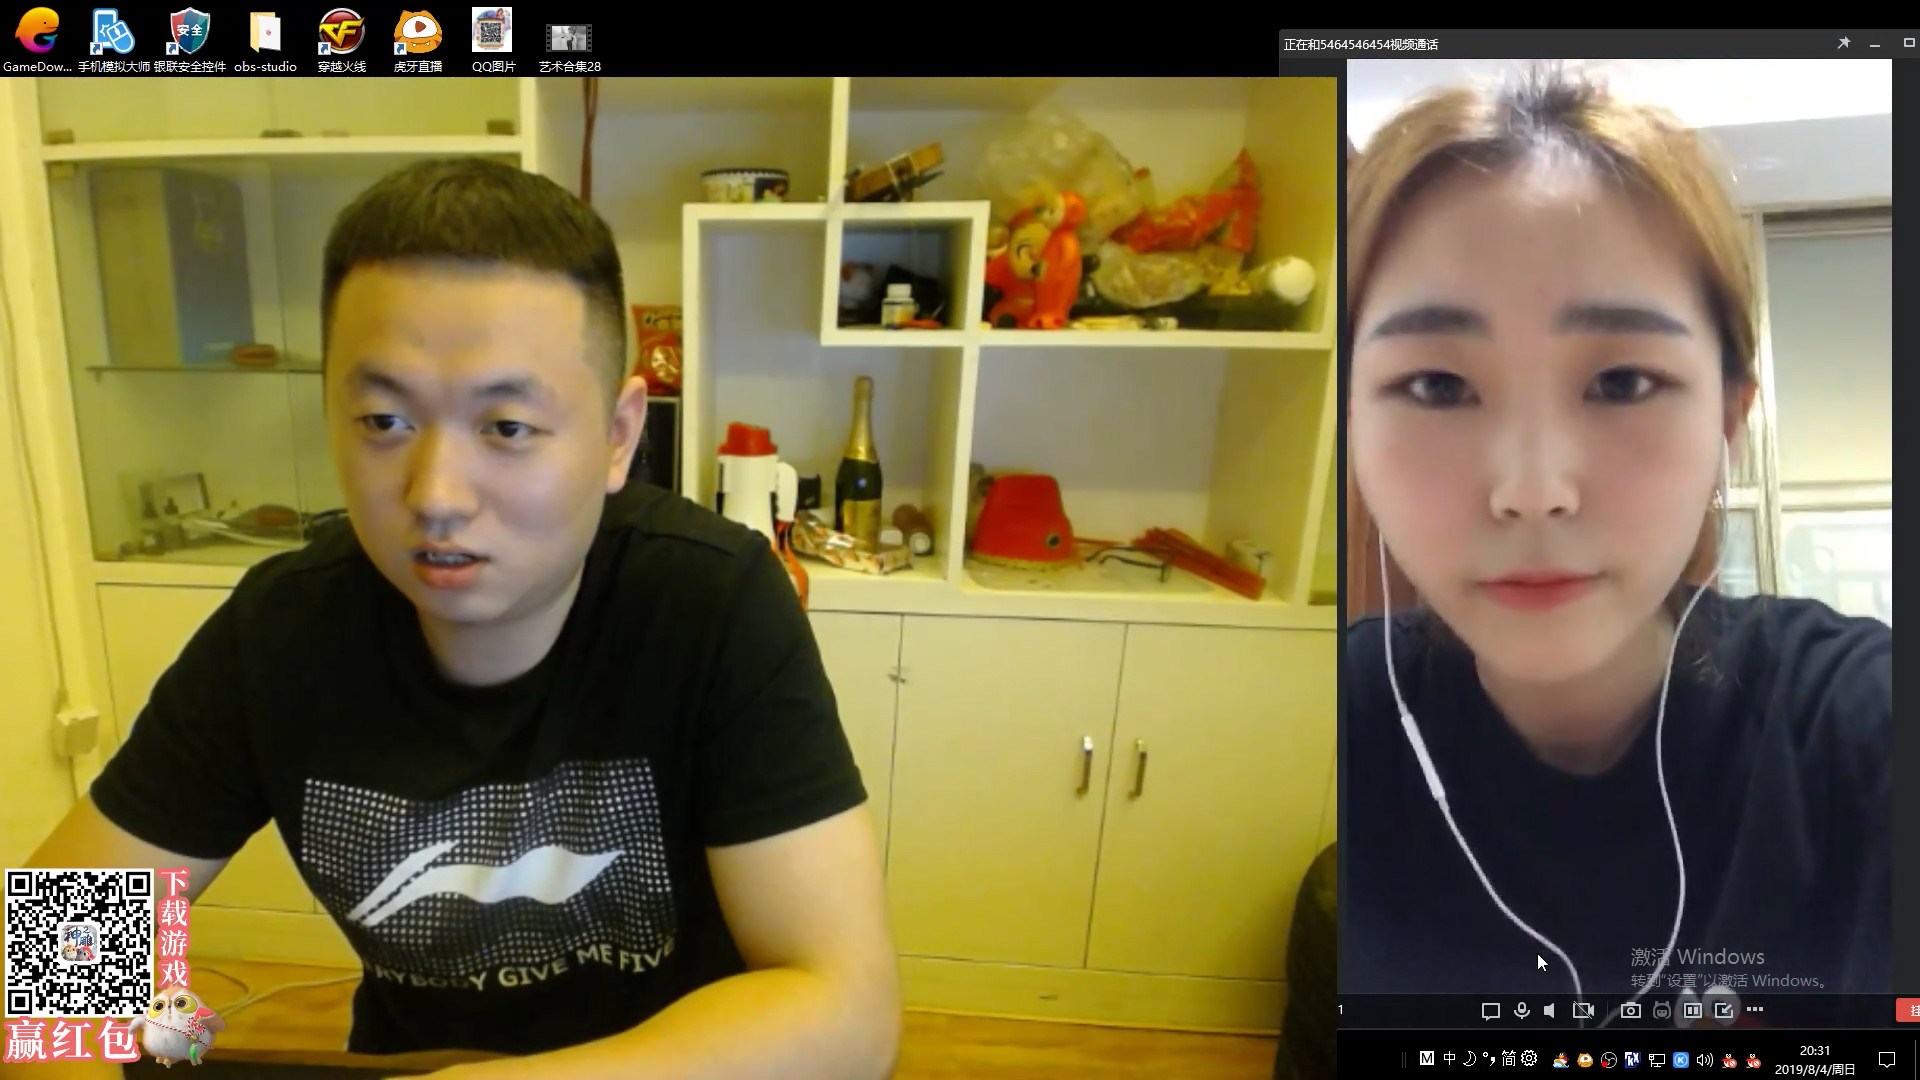 GameDow...
手机模拟大师
银联安全控件
obs-studio
穿越火线
虎牙直播
QQ图片
艺术合集28
安全
正在和5464546454视频通话
RYBODY GIVE ME FIVE
下载游戏
赢红包
激活 Windows
转到"设置"以激活 Windows。
挂
M 中 简
20:31
2019/8/4/周日